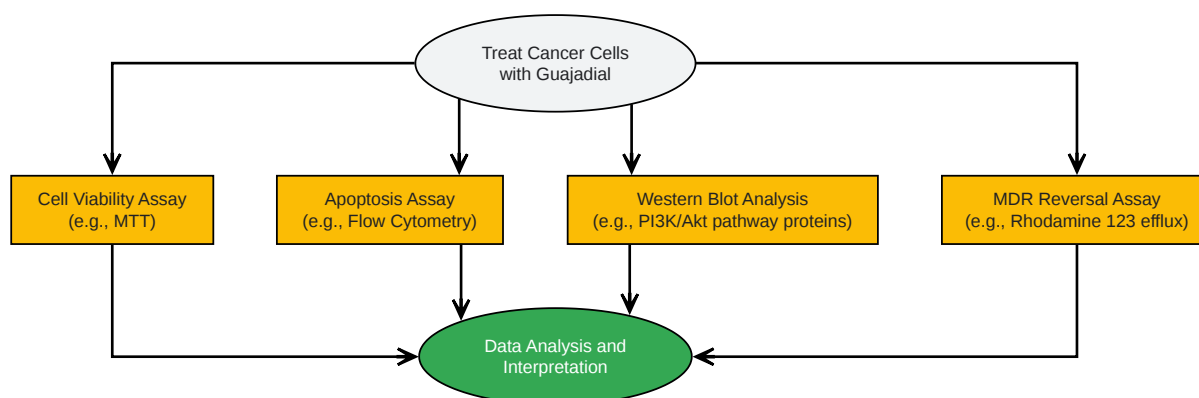 Treat Cancer Cells
with Guajadial
Cell Viability Assay
(e.g., MTT)
Apoptosis Assay
(e.g., Flow Cytometry)
Western Blot Analysis
(e.g., PI3K/Akt pathway proteins)
MDR Reversal Assay
(e.g., Rhodamine 123 efflux)
Data Analysis and
Interpretation